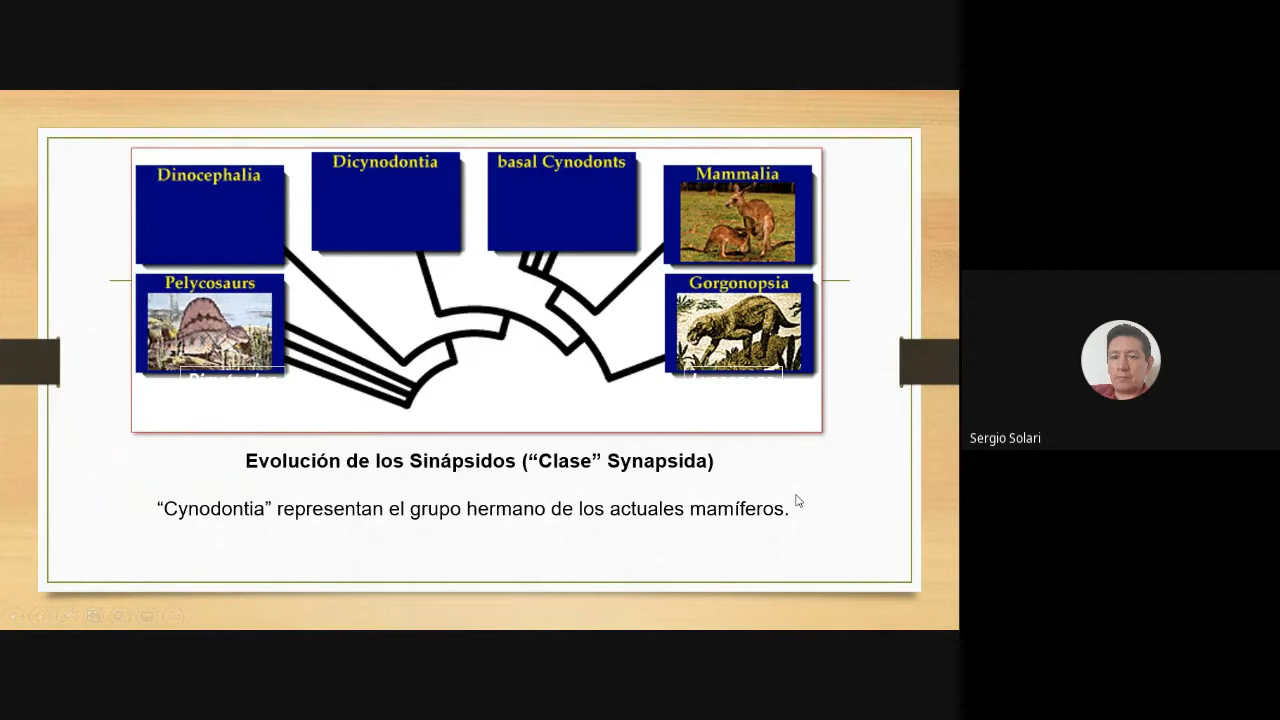 Dinocephalia
Dicynodontia
basal Cynodonts
Mammalia
Pelycosaurs
Gorgonopsia
Evolución de los Sinápsidos (“Clase” Synapsida)
“Cynodontia” representan el grupo hermano de los actuales mamíferos.
Sergio Solari